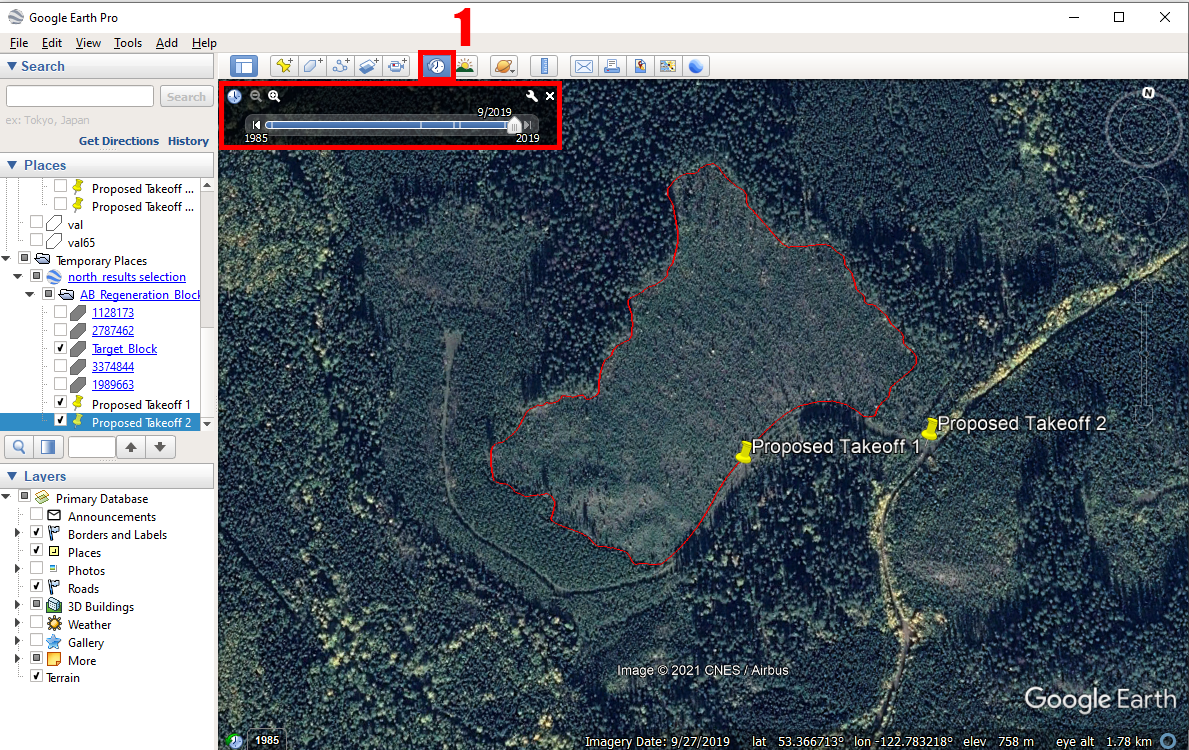 Google Earth Pro
1
File Edit View Tools Add Help
Search
Search
ex: Tokyo, Japan
Get Directions History
Places
Proposed Takeoff ...
Proposed Takeoff ...
val
val65
Temporary Places
north_results selection
AB_Regeneration_Block
1128173
2787462
Target_Block
3374844
1989663
Proposed Takeoff 1
Proposed Takeoff 2
Layers
Primary Database
Announcements
Borders and Labels
Places
Photos
Roads
3D Buildings
Weather
Gallery
More
Terrain
9/2019
1985
2019
N
Proposed Takeoff 2
Proposed Takeoff 1
Image © 2021 CNES / Airbus
Google Earth
1985
Imagery Date: 9/27/2019 lat 53.366713° lon -122.783218° elev 758 m eye alt 1.78 km